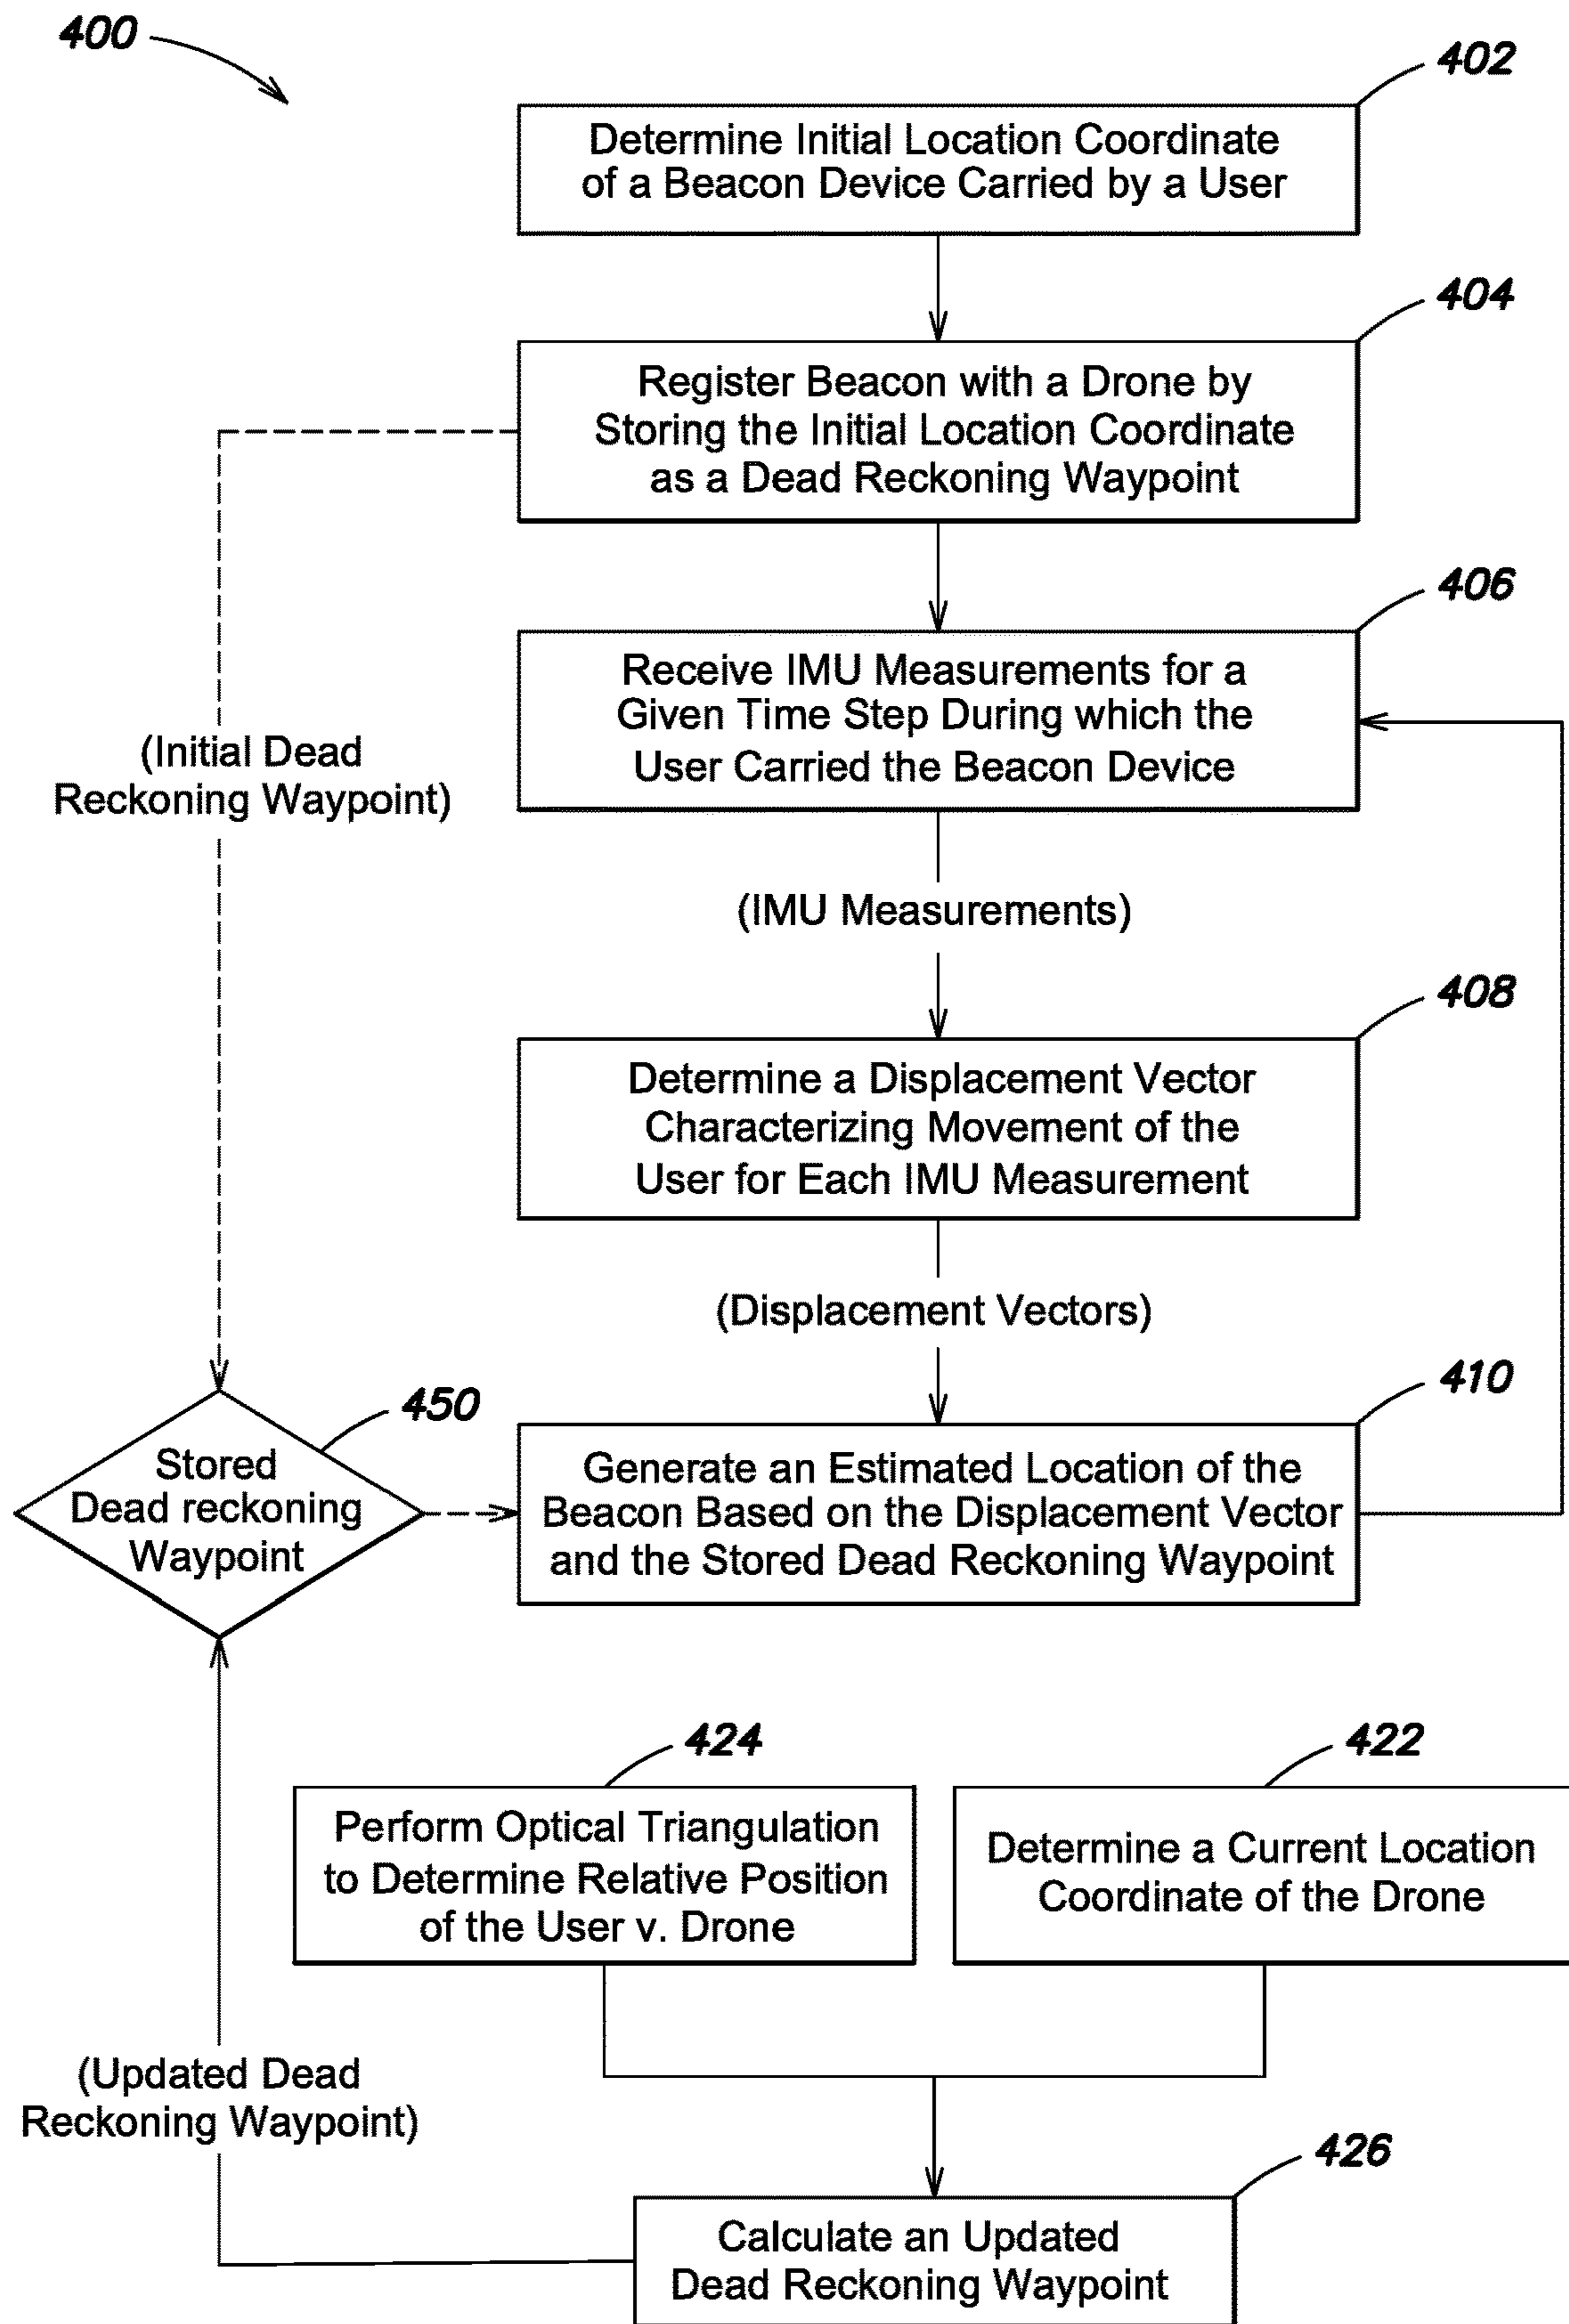 400
402
Determine Initial Location Coordinate
of a Beacon Device Carried by a User
404
Register Beacon with a Drone by
Storing the Initial Location Coordinate
as a Dead Reckoning Waypoint
406
Receive IMU Measurements for a
Given Time Step During which the
User Carried the Beacon Device
(Initial Dead
Reckoning Waypoint)
(IMU Measurements)
408
Determine a Displacement Vector
Characterizing Movement of the
User for Each IMU Measurement
(Displacement Vectors)
410
450
Stored
Dead reckoning
Waypoint
Generate an Estimated Location of the
Beacon Based on the Displacement Vector
and the Stored Dead Reckoning Waypoint
424
Perform Optical Triangulation
to Determine Relative Position
of the User v. Drone
422
Determine a Current Location
Coordinate of the Drone
(Updated Dead
Reckoning Waypoint)
426
Calculate an Updated
Dead Reckoning Waypoint